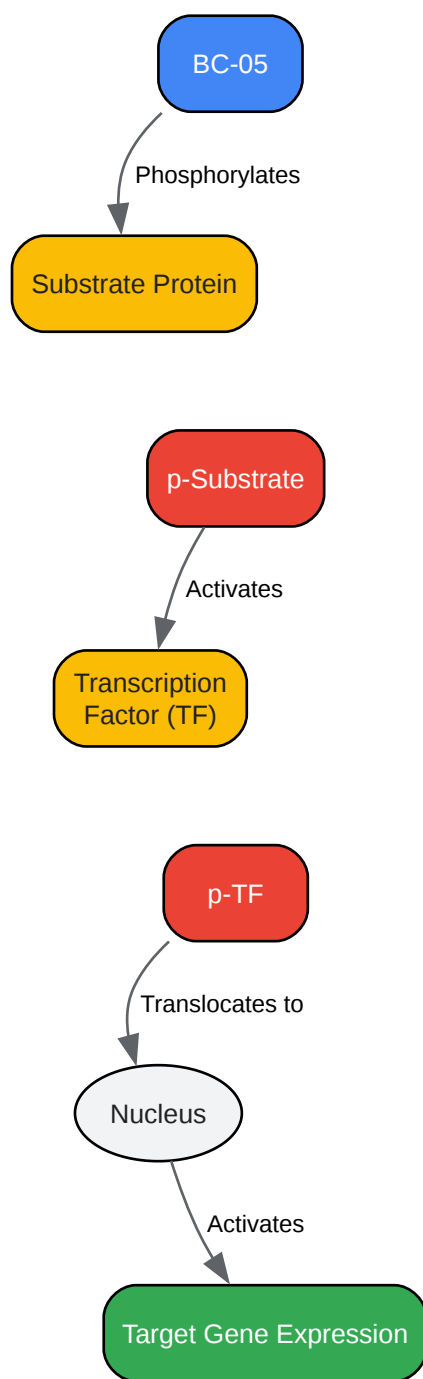 BC-05
Phosphorylates
Substrate Protein
p-Substrate
Activates
Transcription
Factor (TF)
p-TF
Translocates to
Nucleus
Activates
Target Gene Expression